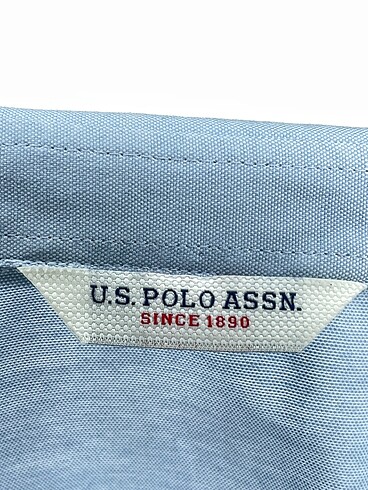 U.S. POLO ASSN.
SINCE 1890